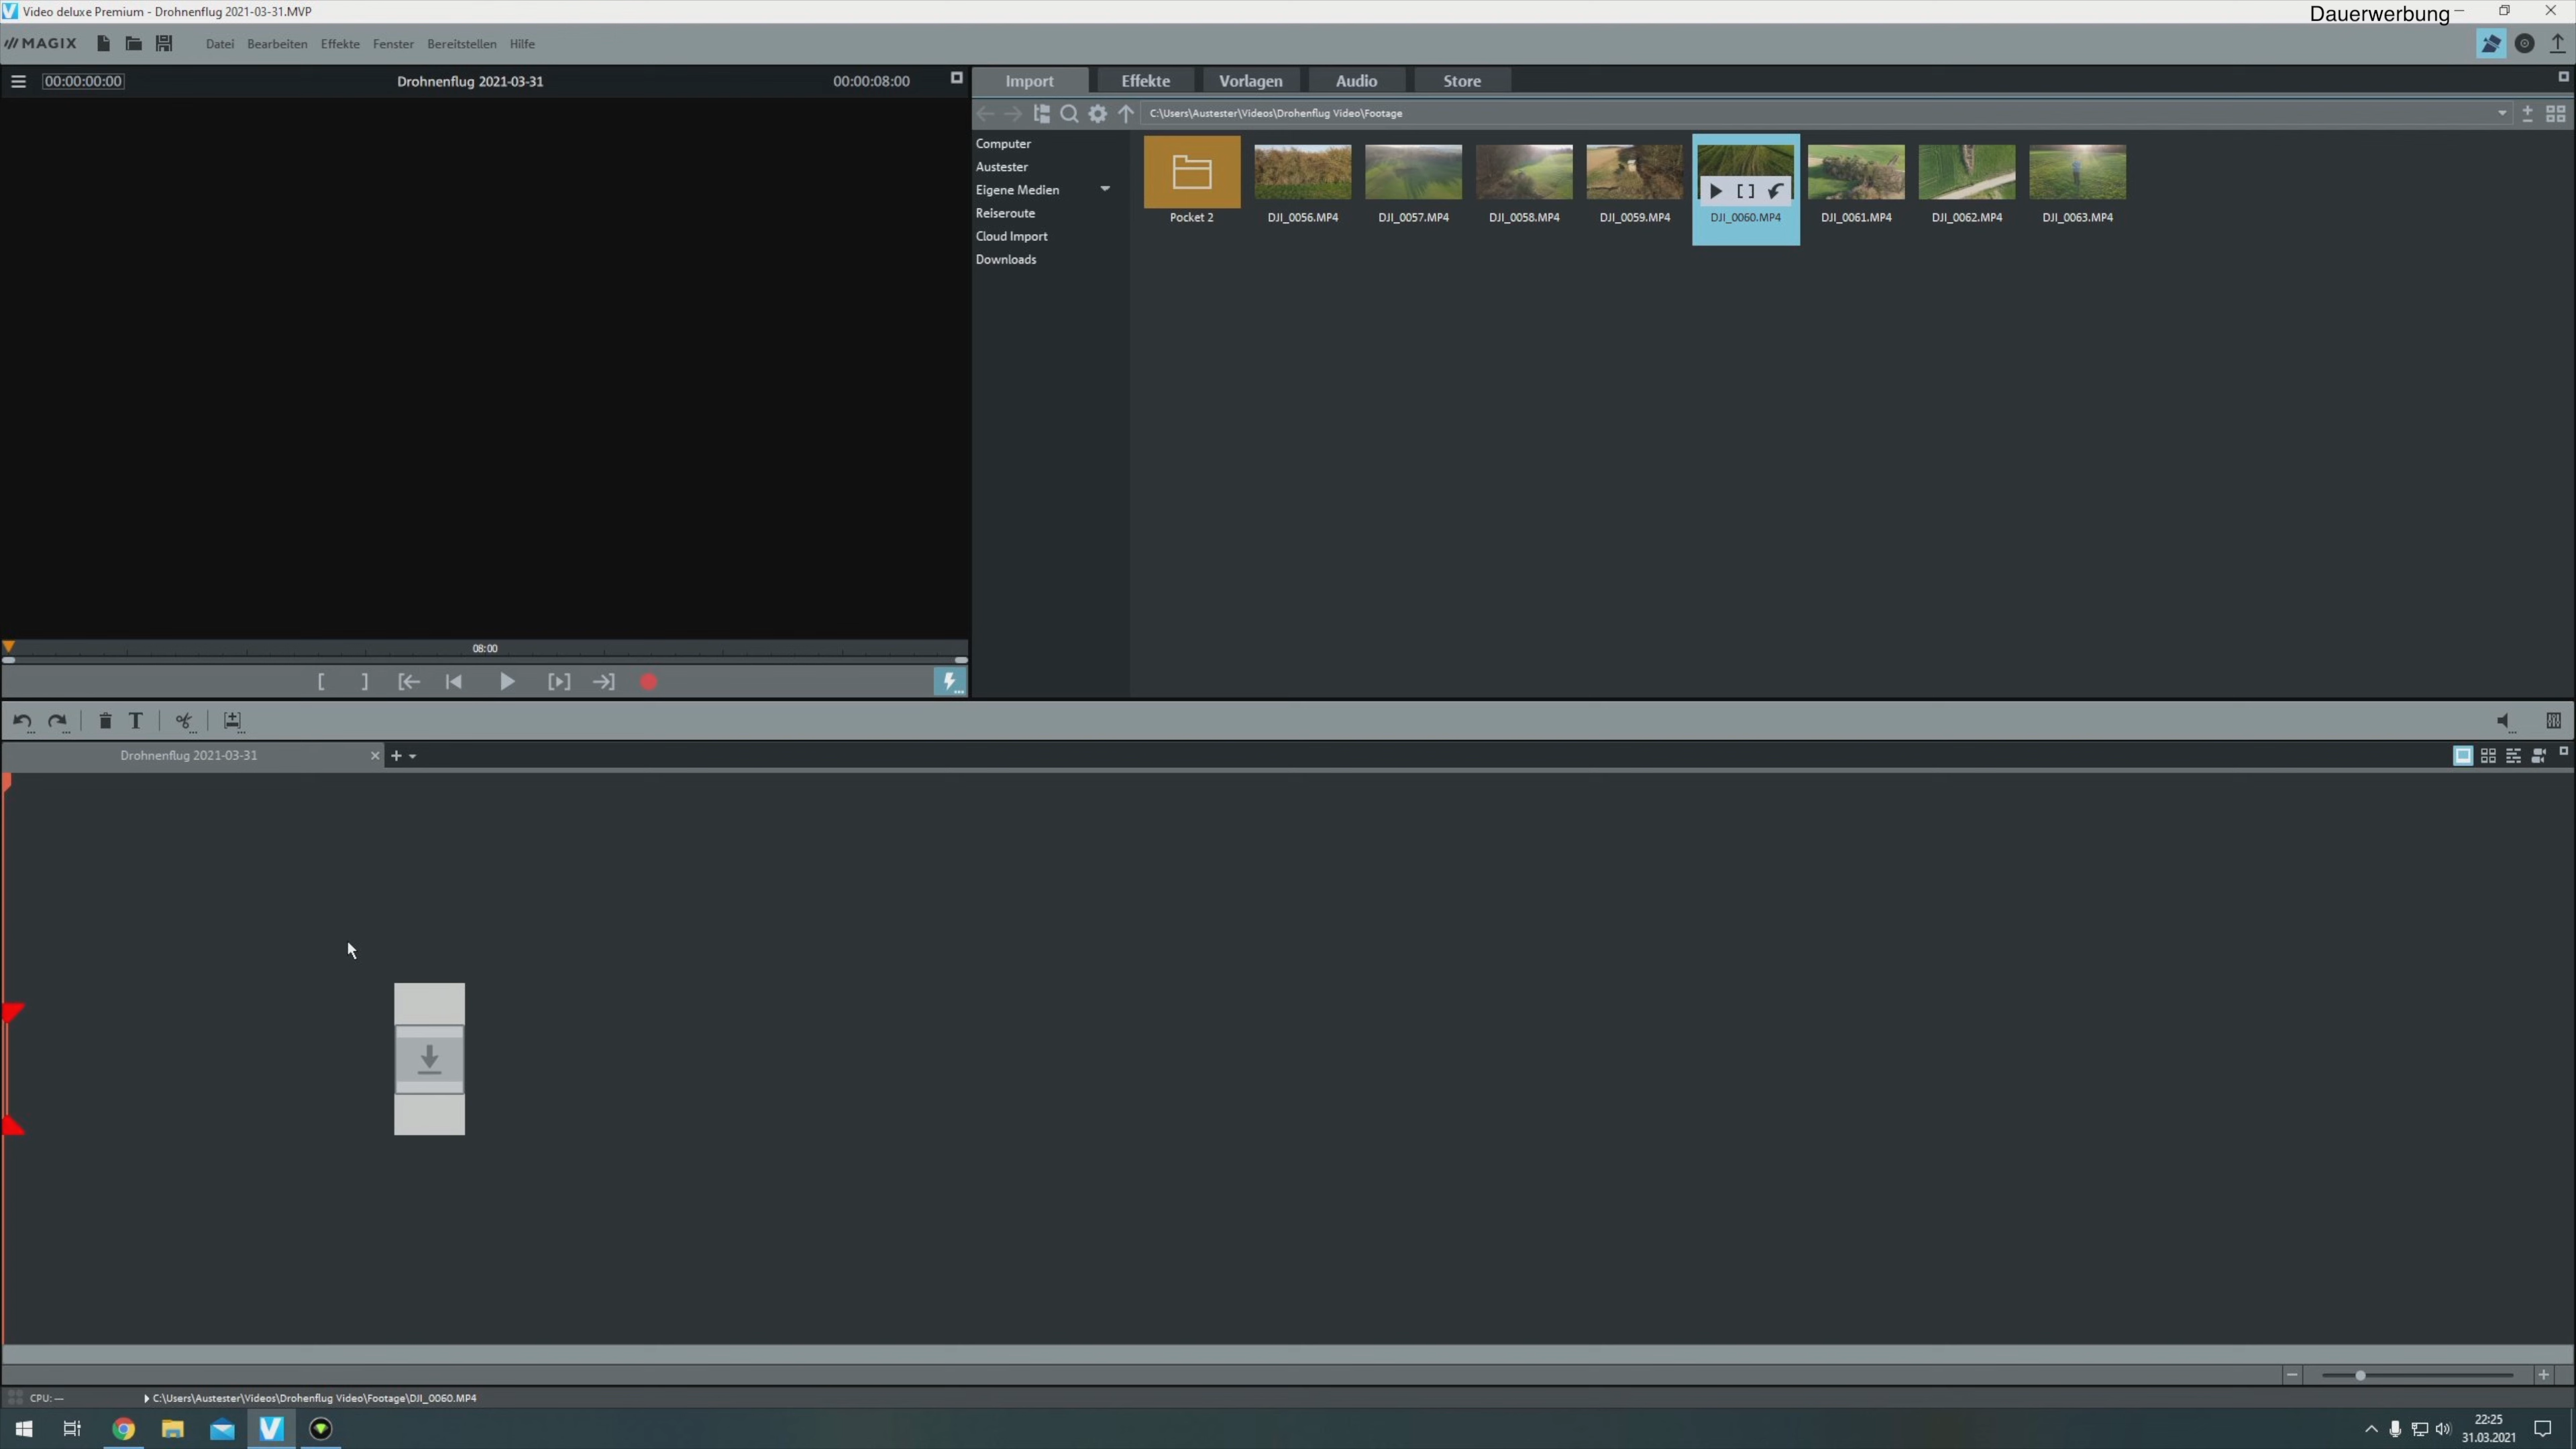 Video deluxe Premium - Drohnenflug 2021-03-31.MVP
Dauerwerbung
MAGIX
Datei Bearbeiten Effekte Fenster Bereitstellen Hilfe
00:00:00:00
Drohnenflug 2021-03-31
00:00:08:00
Import
Effekte
Vorlagen
Audio
Store
C:\Users\Austester\Videos\Drohenflug Video\Footage
Computer
Austester
Eigene Medien
Reiseroute
Cloud Import
Downloads
Pocket 2
DJI_0056.MP4
DJI_0057.MP4
DJI_0058.MP4
DJI_0059.MP4
DJI_0060.MP4
DJI_0061.MP4
DJI_0062.MP4
DJI_0063.MP4
08:00
Drohnenflug 2021-03-31
CPU: —
C:\Users\Austester\Videos\Drohenflug Video\Footage\DJI_0060.MP4
22:25
31.03.2021